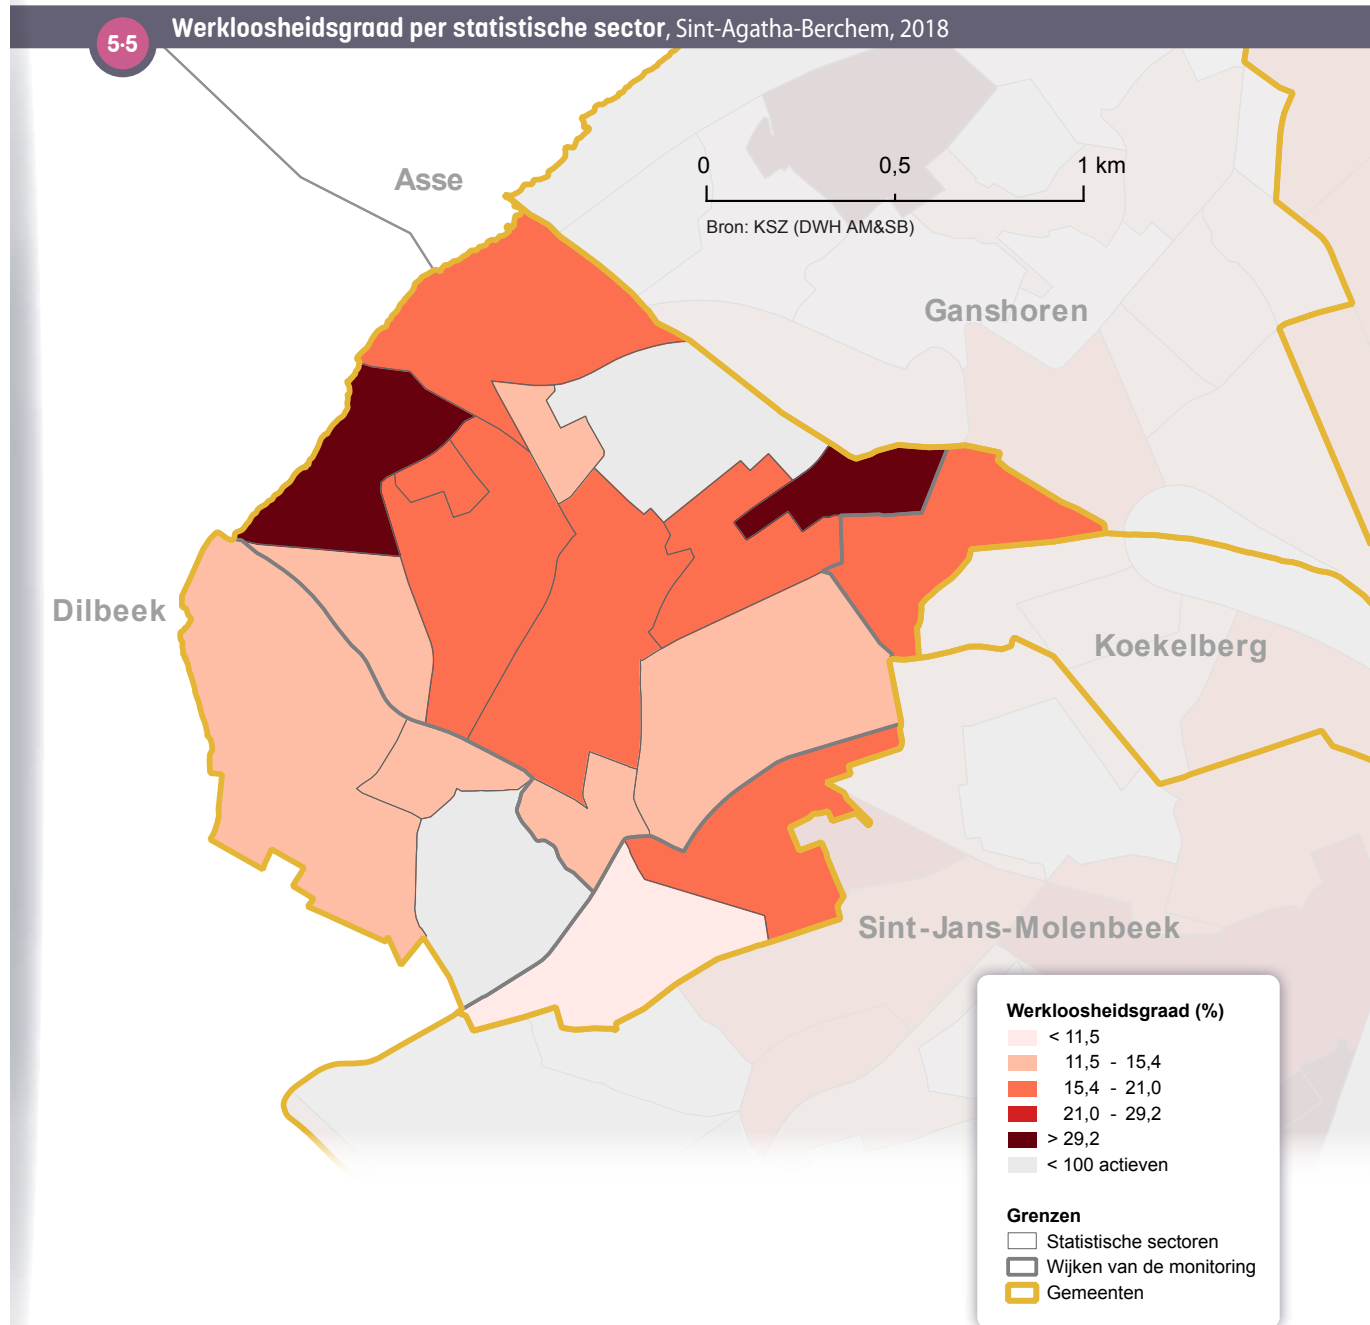 5·5
Werkloosheidsgraad per statistische sector, Sint-Agatha-Berchem, 2018
Asse
0 0,5 1 km
Bron: KSZ (DWH AM&SB)
Ganshoren
Dilbeek
Koekelberg
Sint-Jans-Molenbeek
Werkloosheidsgraad (%)
< 11,5
11,5 - 15,4
15,4 - 21,0
21,0 - 29,2
> 29,2
< 100 actieven
Grenzen
Statistische sectoren
Wijken van de monitoring
Gemeenten